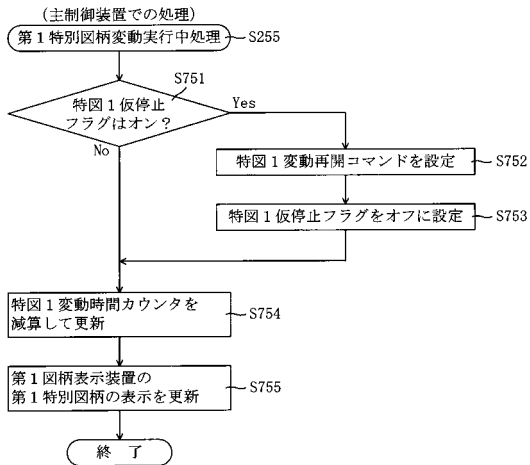 (主制御装置での処理)
第1特別図柄変動実行中処理
S255
S751
特図1仮停止
フラグはオン?
Yes
No
特図1変動再開コマンドを設定
S752
特図1仮停止フラグをオフに設定
S753
特図1変動時間カウンタを
減算して更新
S754
第1図柄表示装置の
第1特別図柄の表示を更新
S755
終 了